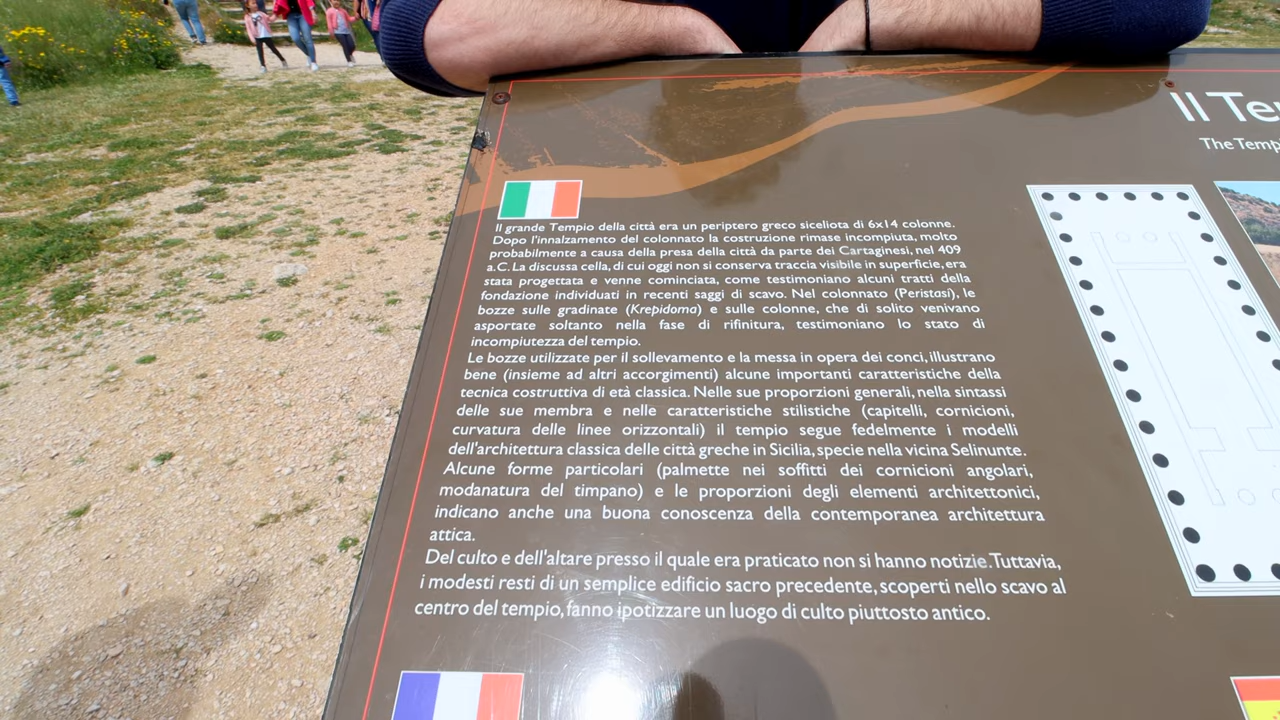 Il Te
The Temp
Il grande Tempio della città era un periptero greco siceliota di 6x14 colonne.
Dopo l'innalzamento del colonnato la costruzione rimase incompiuta, molto
probabilmente a causa della presa della città da parte dei Cartaginesi, nel 409
a.C. La discussa cella, di cui oggi non si conserva traccia visibile in superficie, era
stata progettata e venne cominciata, come testimoniano alcuni tratti della
fondazione individuati in recenti saggi di scavo. Nel colonnato (Peristasi), le
bozze sulle gradinate (Krepidoma) e sulle colonne, che di solito venivano
asportate soltanto nella fase di rifinitura, testimoniano lo stato di
incompiutezza del tempio.
Le bozze utilizzate per il sollevamento e la messa in opera dei conci, illustrano
bene (insieme ad altri accorgimenti) alcune importanti caratteristiche della
tecnica costruttiva di età classica. Nelle sue proporzioni generali, nella sintassi
delle sue membra e nelle caratteristiche stilistiche (capitelli, cornicioni,
curvatura delle linee orizzontali) il tempio segue fedelmente i modelli
dell'architettura classica delle città greche in Sicilia, specie nella vicina Selinunte.
Alcune forme particolari (palmette nei soffitti dei cornicioni angolari,
modanatura del timpano) e le proporzioni degli elementi architettonici,
indicano anche una buona conoscenza della contemporanea architettura
attica.
Del culto e dell'altare presso il quale era praticato non si hanno notizie.Tuttavia,
i modesti resti di un semplice edificio sacro precedente, scoperti nello scavo al
centro del tempio, fanno ipotizzare un luogo di culto piuttosto antico.